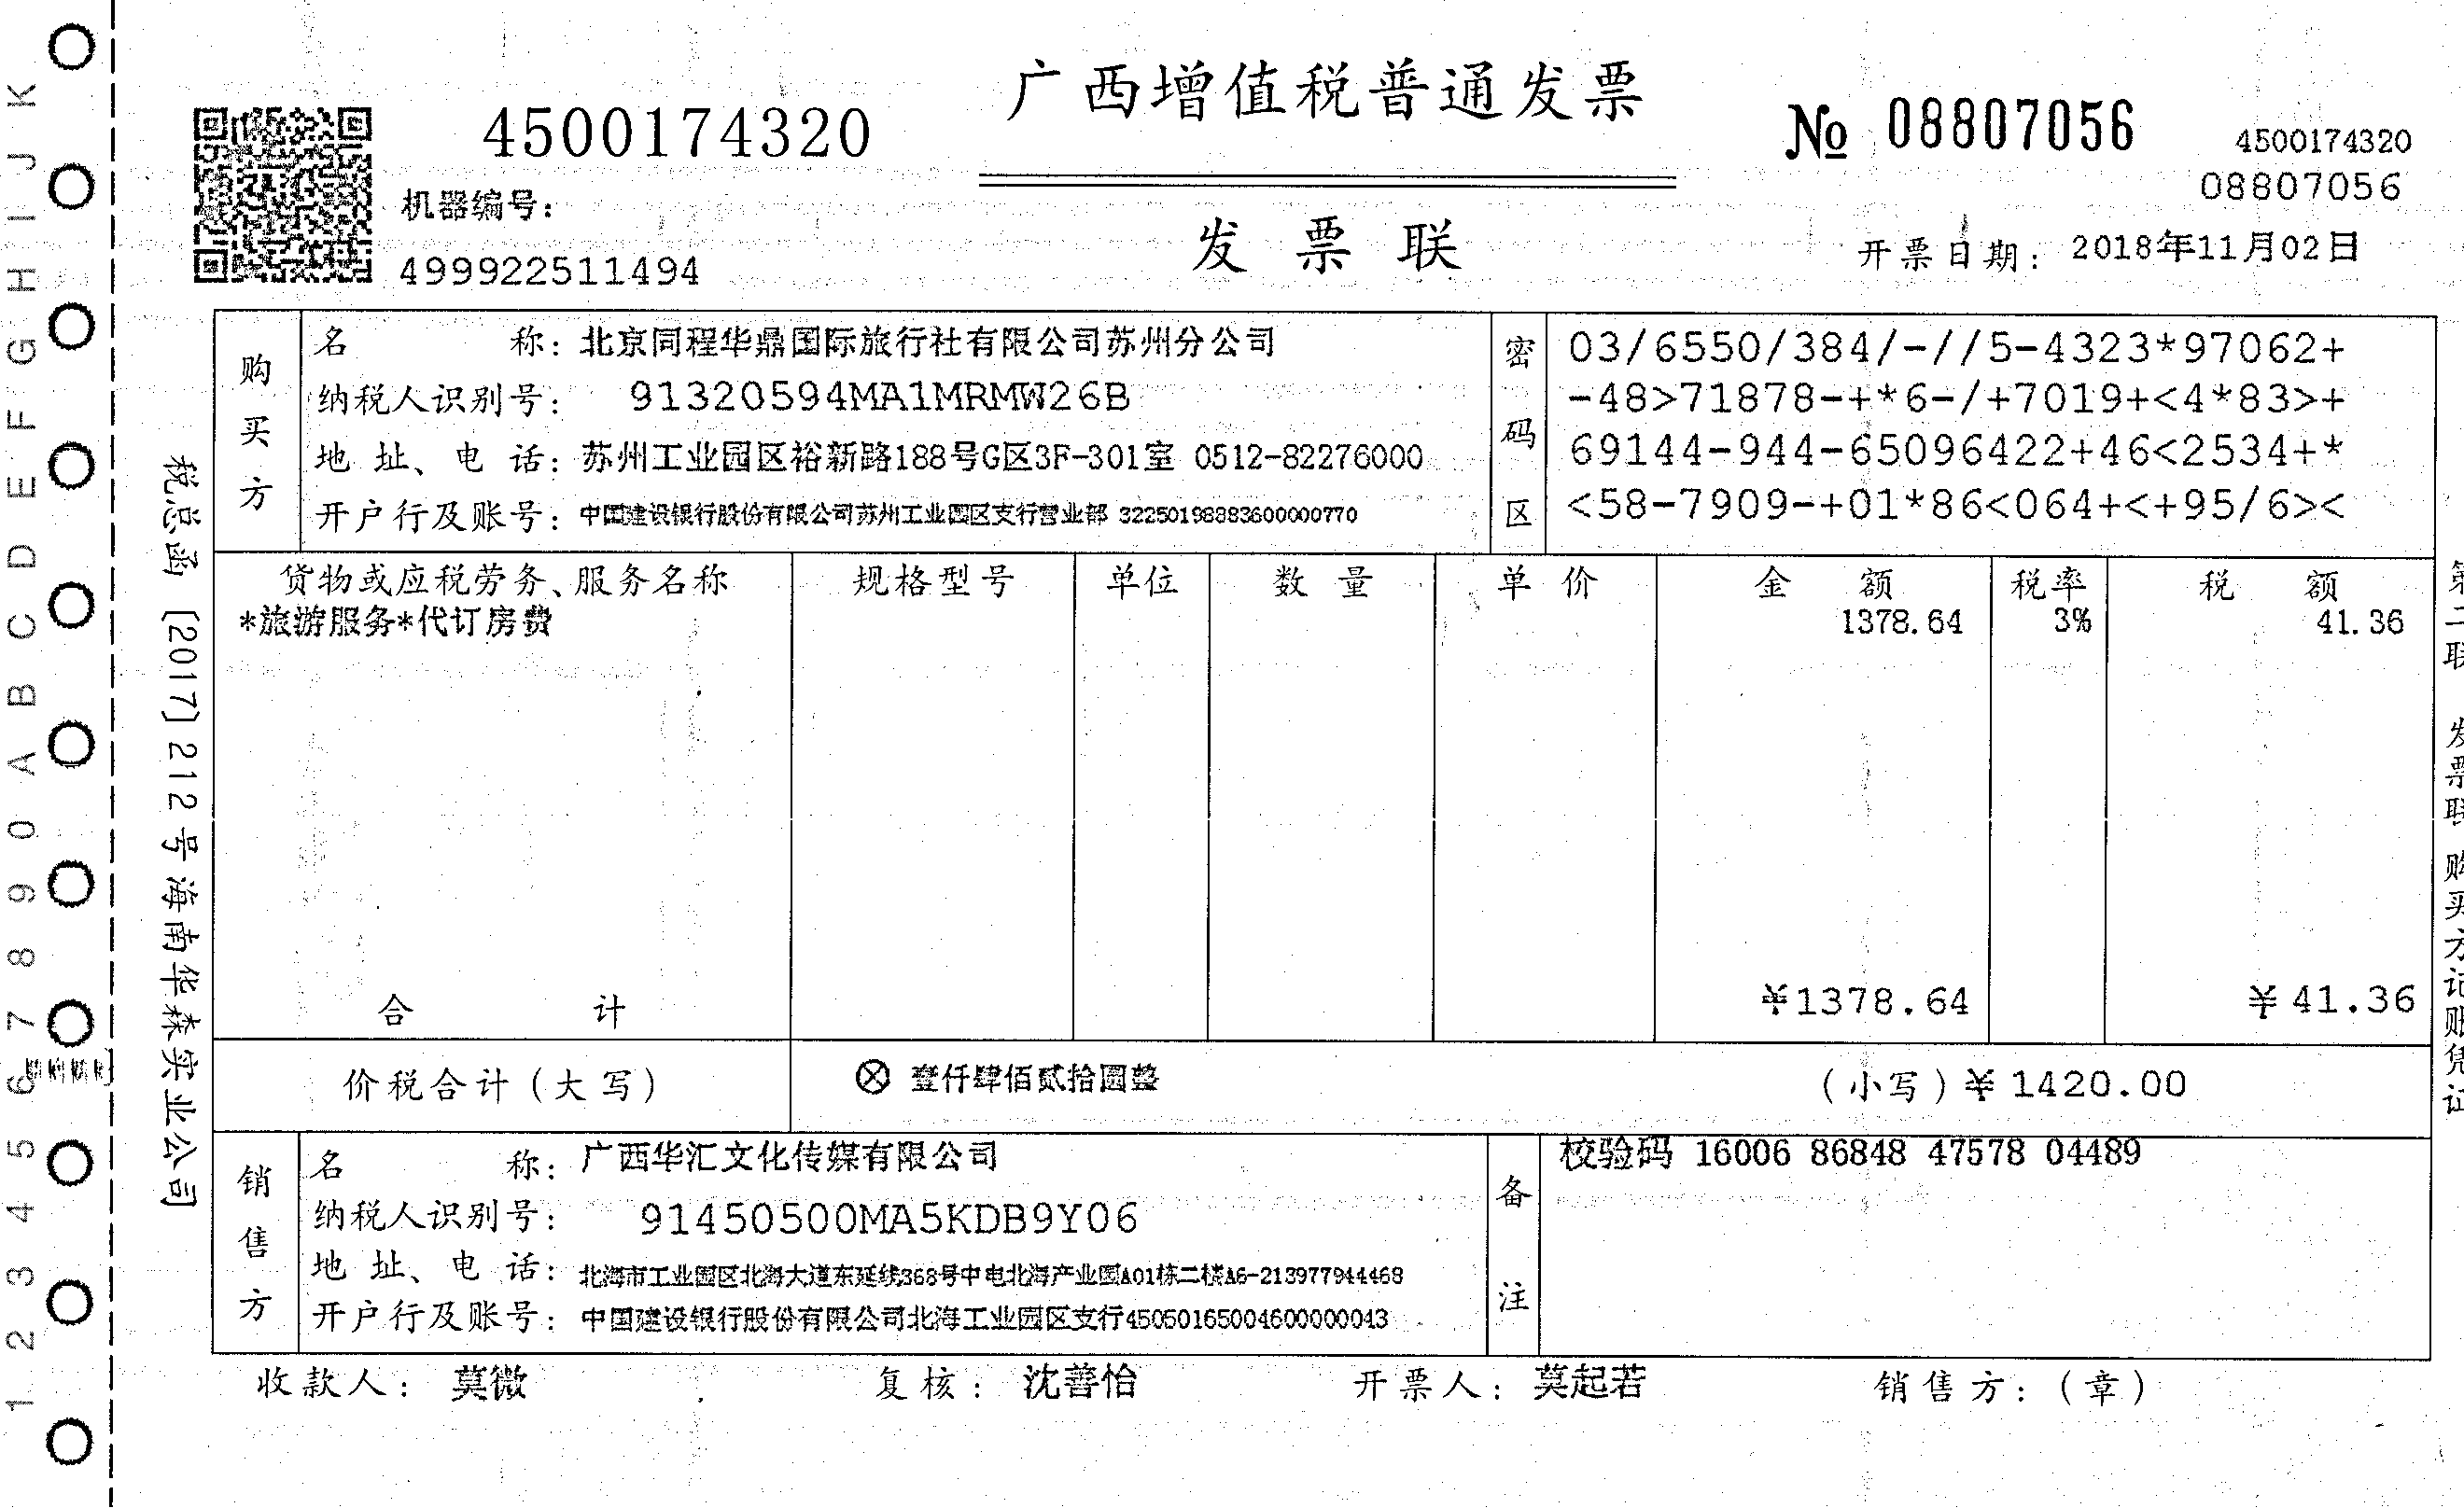 广西增值税普通发票
4500174320
№ 08807056
4500174320
08807056
机器编号：
499922511494
发票联
开票日期： 2018年11月02日
购买方
名称：北京同程华鼎国际旅行社有限公司苏州分公司
纳税人识别号： 91320594MA1MRMW26B
地址、电话：苏州工业园区裕新路188号G区3F-301室 0512-82276000
开户行及账号：中国建设银行股份有限公司苏州工业园区支行营业部 32250198883600000770
密码区
03/6550/384/-//5-4323*97062+
-48>71878-+*6-/+7019+<4*83>+
69144-944-65096422+46<2534+*
<58-7909-+01*86<064+<+95/6><
货物或应税劳务、服务名称 规格型号 单位 数量 单价 金额 税率 税额
*旅游服务*代订房费 1378.64 3% 41.36
合计 ￥1378.64 ￥41.36
价税合计（大写） ⊗ 壹仟肆佰贰拾圆整 （小写）￥1420.00
销售方
名称：广西华汇文化传媒有限公司
纳税人识别号： 91450500MA5KDB9Y06
地址、电话：北海市工业园区北海大道东延线368号中电北海产业园A01栋二楼A6-213977944468
开户行及账号：中国建设银行股份有限公司北海工业园区支行45050165004600000043
备注
校验码 16006 86848 47578 04489
收款人： 莫微 复核： 沈善怡 开票人： 莫起若 销售方：（章）
税总函〔2017〕212号海南华森实业公司
第二联 发票联 购买方记账凭证
1 2 3 4 5 6 7 8 9 0 A B C D E F G H I J K